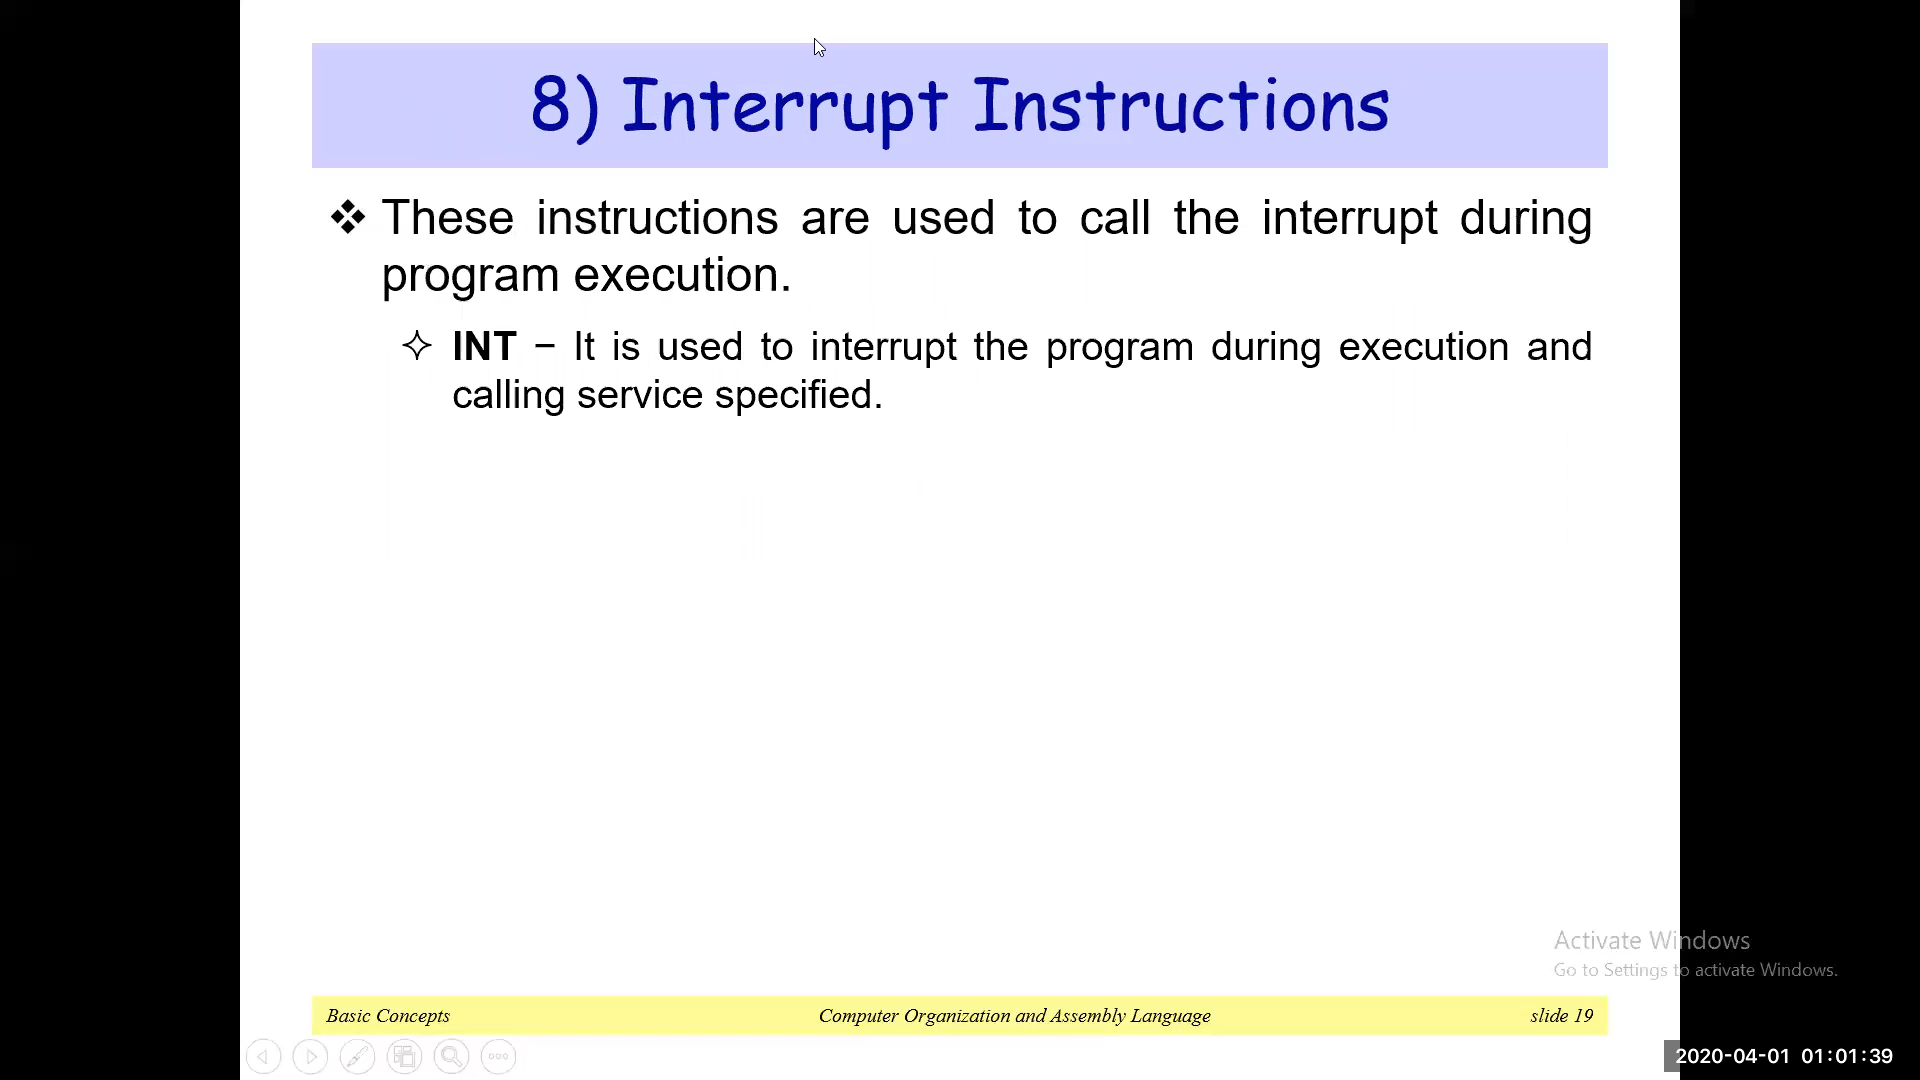 8) Interrupt Instructions
❖ These instructions are used to call the interrupt during
program execution.
✧ INT − It is used to interrupt the program during execution and
calling service specified.
Activate Windows
Go to Settings to activate Windows.
Basic Concepts Computer Organization and Assembly Language slide 19
2020-04-01 01:01:39